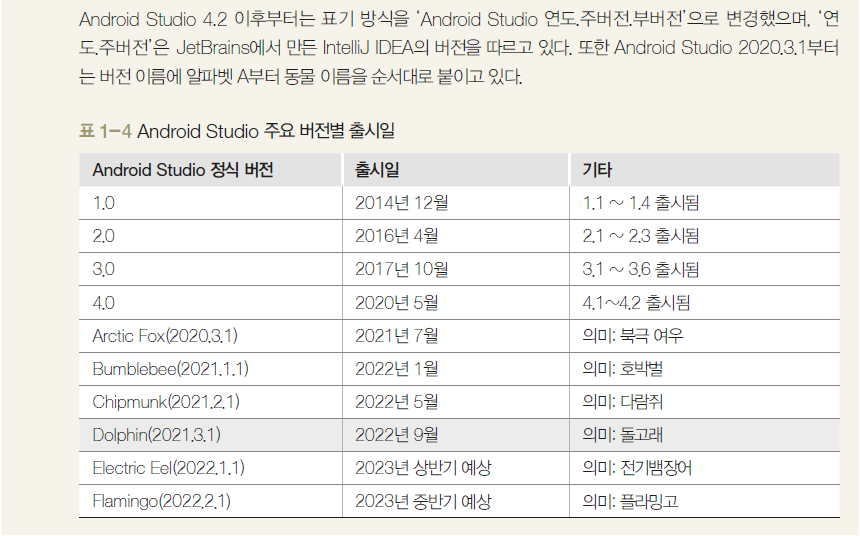 Android Studio 4.2 이후부터는 표기 방식을 ‘Android Studio 연도.주버전.부버전’으로 변경했으며, ‘연
도.주버전’은 JetBrains에서 만든 IntelliJ IDEA의 버전을 따르고 있다. 또한 Android Studio 2020.3.1부터
는 버전 이름에 알파벳 A부터 동물 이름을 순서대로 붙이고 있다.
표 1-4 Android Studio 주요 버전별 출시일
Android Studio 정식 버전 출시일 기타
1.0 2014년 12월 1.1 ~ 1.4 출시됨
2.0 2016년 4월 2.1 ~ 2.3 출시됨
3.0 2017년 10월 3.1 ~ 3.6 출시됨
4.0 2020년 5월 4.1~4.2 출시됨
Arctic Fox(2020.3.1) 2021년 7월 의미: 북극 여우
Bumblebee(2021.1.1) 2022년 1월 의미: 호박벌
Chipmunk(2021.2.1) 2022년 5월 의미: 다람쥐
Dolphin(2021.3.1) 2022년 9월 의미: 돌고래
Electric Eel(2022.1.1) 2023년 상반기 예상 의미: 전기뱀장어
Flamingo(2022.2.1) 2023년 중반기 예상 의미: 플라밍고